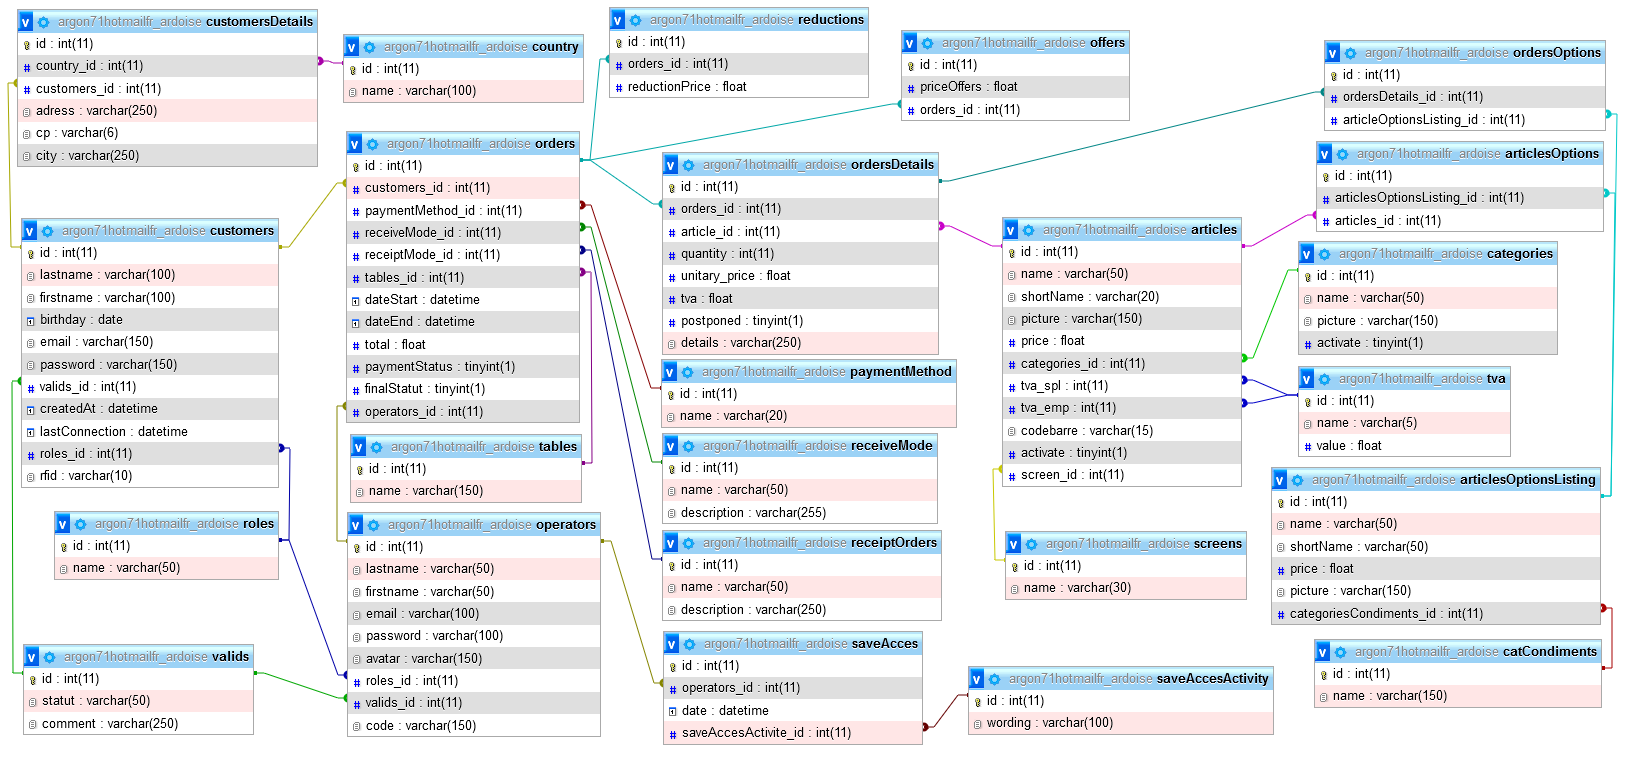 argon71hotmailfr_ardoise customersDetails
id : int(11)
country_id : int(11)
customers_id : int(11)
adress : varchar(250)
cp : varchar(6)
city : varchar(250)
argon71hotmailfr_ardoise country
id : int(11)
name : varchar(100)
argon71hotmailfr_ardoise reductions
id : int(11)
orders_id : int(11)
reductionPrice : float
argon71hotmailfr_ardoise offers
id : int(11)
priceOffers : float
orders_id : int(11)
argon71hotmailfr_ardoise ordersOptions
id : int(11)
ordersDetails_id : int(11)
articleOptionsListing_id : int(11)
argon71hotmailfr_ardoise orders
id : int(11)
customers_id : int(11)
paymentMethod_id : int(11)
receiveMode_id : int(11)
receiptMode_id : int(11)
tables_id : int(11)
dateStart : datetime
dateEnd : datetime
total : float
paymentStatus : tinyint(1)
finalStatut : tinyint(1)
operators_id : int(11)
argon71hotmailfr_ardoise ordersDetails
id : int(11)
orders_id : int(11)
article_id : int(11)
quantity : int(11)
unitary_price : float
tva : float
postponed : tinyint(1)
details : varchar(250)
argon71hotmailfr_ardoise articlesOptions
id : int(11)
articlesOptionsListing_id : int(11)
articles_id : int(11)
argon71hotmailfr_ardoise customers
id : int(11)
lastname : varchar(100)
firstname : varchar(100)
birthday : date
email : varchar(150)
password : varchar(150)
valids_id : int(11)
createdAt : datetime
lastConnection : datetime
roles_id : int(11)
rfid : varchar(10)
argon71hotmailfr_ardoise articles
id : int(11)
name : varchar(50)
shortName : varchar(20)
picture : varchar(150)
price : float
categories_id : int(11)
tva_spl : int(11)
tva_emp : int(11)
codebarre : varchar(15)
activate : tinyint(1)
screen_id : int(11)
argon71hotmailfr_ardoise categories
id : int(11)
name : varchar(50)
picture : varchar(150)
activate : tinyint(1)
argon71hotmailfr_ardoise paymentMethod
id : int(11)
name : varchar(20)
argon71hotmailfr_ardoise tva
id : int(11)
name : varchar(5)
value : float
argon71hotmailfr_ardoise tables
id : int(11)
name : varchar(150)
argon71hotmailfr_ardoise receiveMode
id : int(11)
name : varchar(50)
description : varchar(255)
argon71hotmailfr_ardoise articlesOptionsListing
id : int(11)
name : varchar(50)
shortName : varchar(50)
price : float
picture : varchar(150)
categoriesCondiments_id : int(11)
argon71hotmailfr_ardoise roles
id : int(11)
name : varchar(50)
argon71hotmailfr_ardoise operators
id : int(11)
lastname : varchar(50)
firstname : varchar(50)
email : varchar(100)
password : varchar(100)
avatar : varchar(150)
roles_id : int(11)
valids_id : int(11)
code : varchar(150)
argon71hotmailfr_ardoise receiptOrders
id : int(11)
name : varchar(50)
description : varchar(250)
argon71hotmailfr_ardoise screens
id : int(11)
name : varchar(30)
argon71hotmailfr_ardoise valids
id : int(11)
statut : varchar(50)
comment : varchar(250)
argon71hotmailfr_ardoise saveAcces
id : int(11)
operators_id : int(11)
date : datetime
saveAccesActivite_id : int(11)
argon71hotmailfr_ardoise saveAccesActivity
id : int(11)
wording : varchar(100)
argon71hotmailfr_ardoise catCondiments
id : int(11)
name : varchar(150)